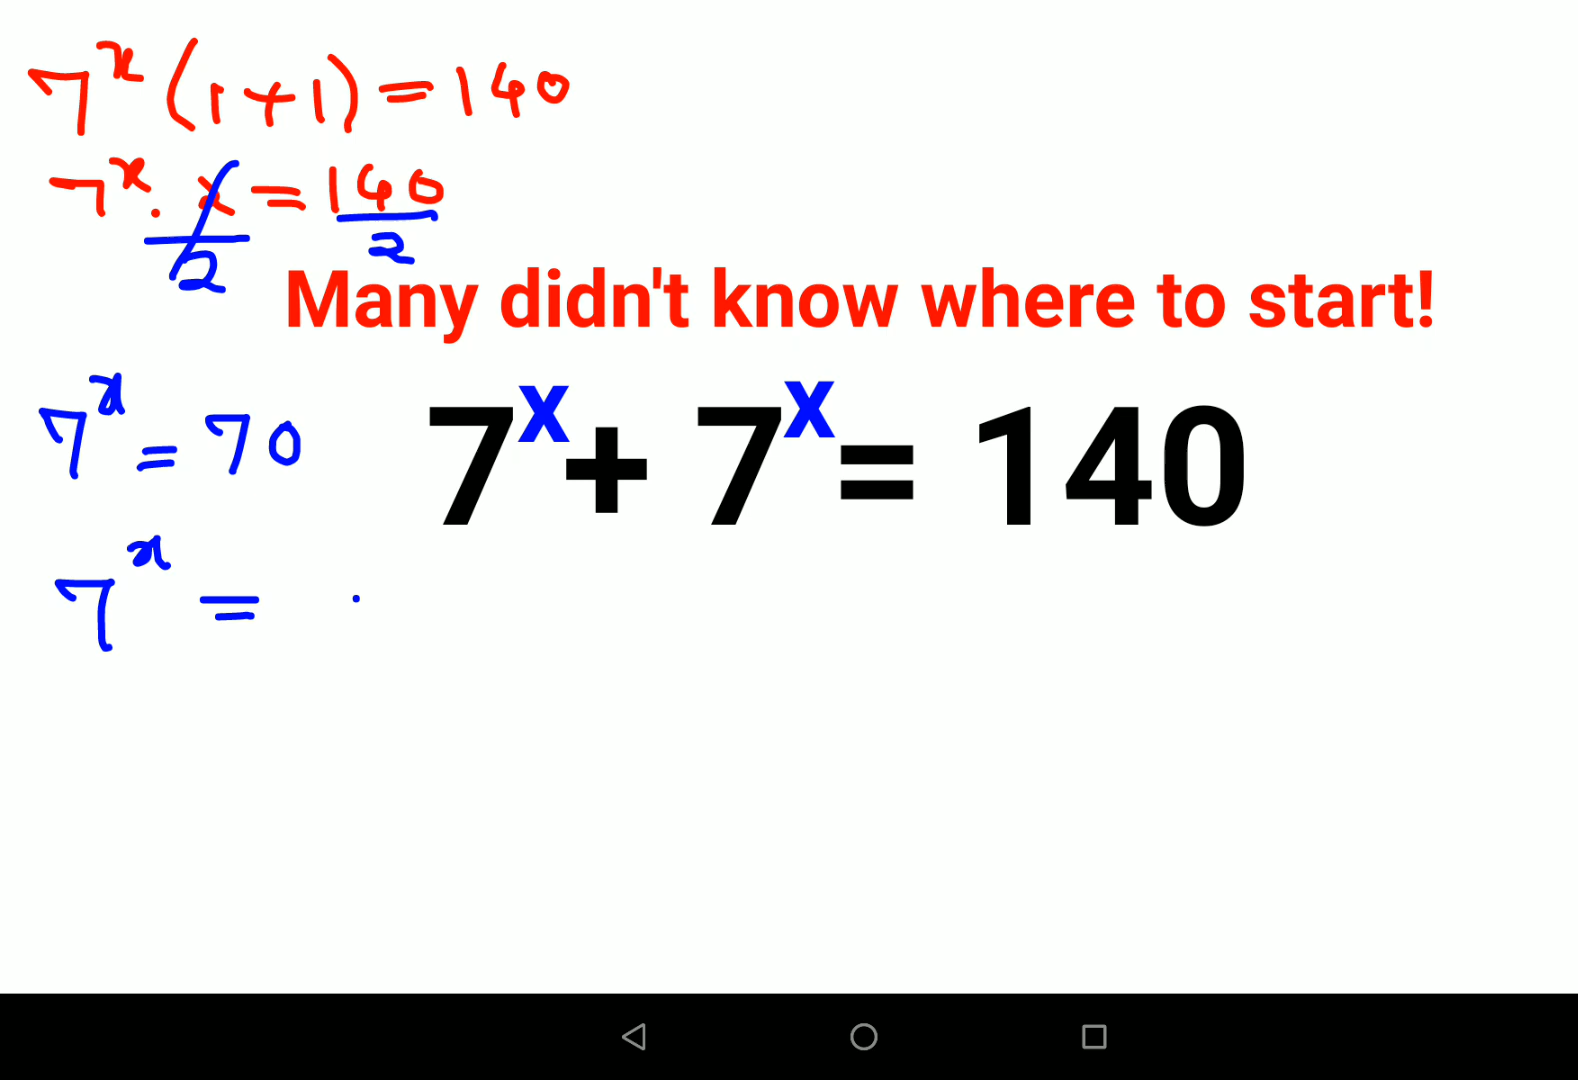 7^x (1+1) = 140
7^x . 2/2 = 140/2
Many didn't know where to start!
7^x = 70
7^x + 7^x = 140
7^x =